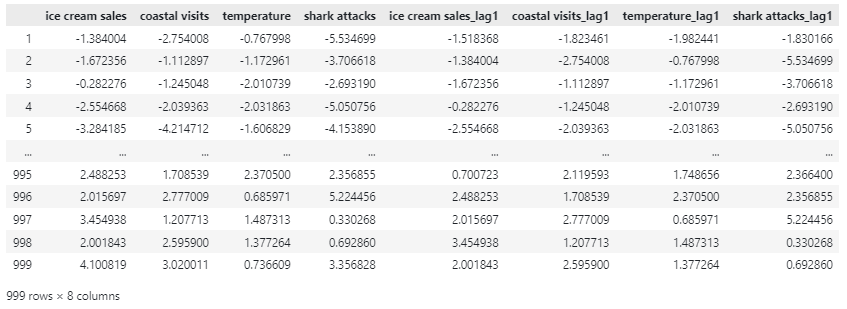 ice cream sales coastal visits temperature shark attacks ice cream sales_lag1 coastal visits_lag1 temperature_lag1 shark attacks_lag1
1 -1.384004 -2.754008 -0.767998 -5.534699 -1.518368 -1.823461 -1.982441 -1.830166
2 -1.672356 -1.112897 -1.172961 -3.706618 -1.384004 -2.754008 -0.767998 -5.534699
3 -0.282276 -1.245048 -2.010739 -2.693190 -1.672356 -1.112897 -1.172961 -3.706618
4 -2.554668 -2.039363 -2.031863 -5.050756 -0.282276 -1.245048 -2.010739 -2.693190
5 -3.284185 -4.214712 -1.606829 -4.153890 -2.554668 -2.039363 -2.031863 -5.050756
... ... ... ... ... ... ... ... ...
995 2.488253 1.708539 2.370500 2.356855 0.700723 2.119593 1.748656 2.366400
996 2.015697 2.777009 0.685971 5.224456 2.488253 1.708539 2.370500 2.356855
997 3.454938 1.207713 1.487313 0.330268 2.015697 2.777009 0.685971 5.224456
998 2.001843 2.595900 1.377264 0.692860 3.454938 1.207713 1.487313 0.330268
999 4.100819 3.020011 0.736609 3.356828 2.001843 2.595900 1.377264 0.692860
999 rows × 8 columns